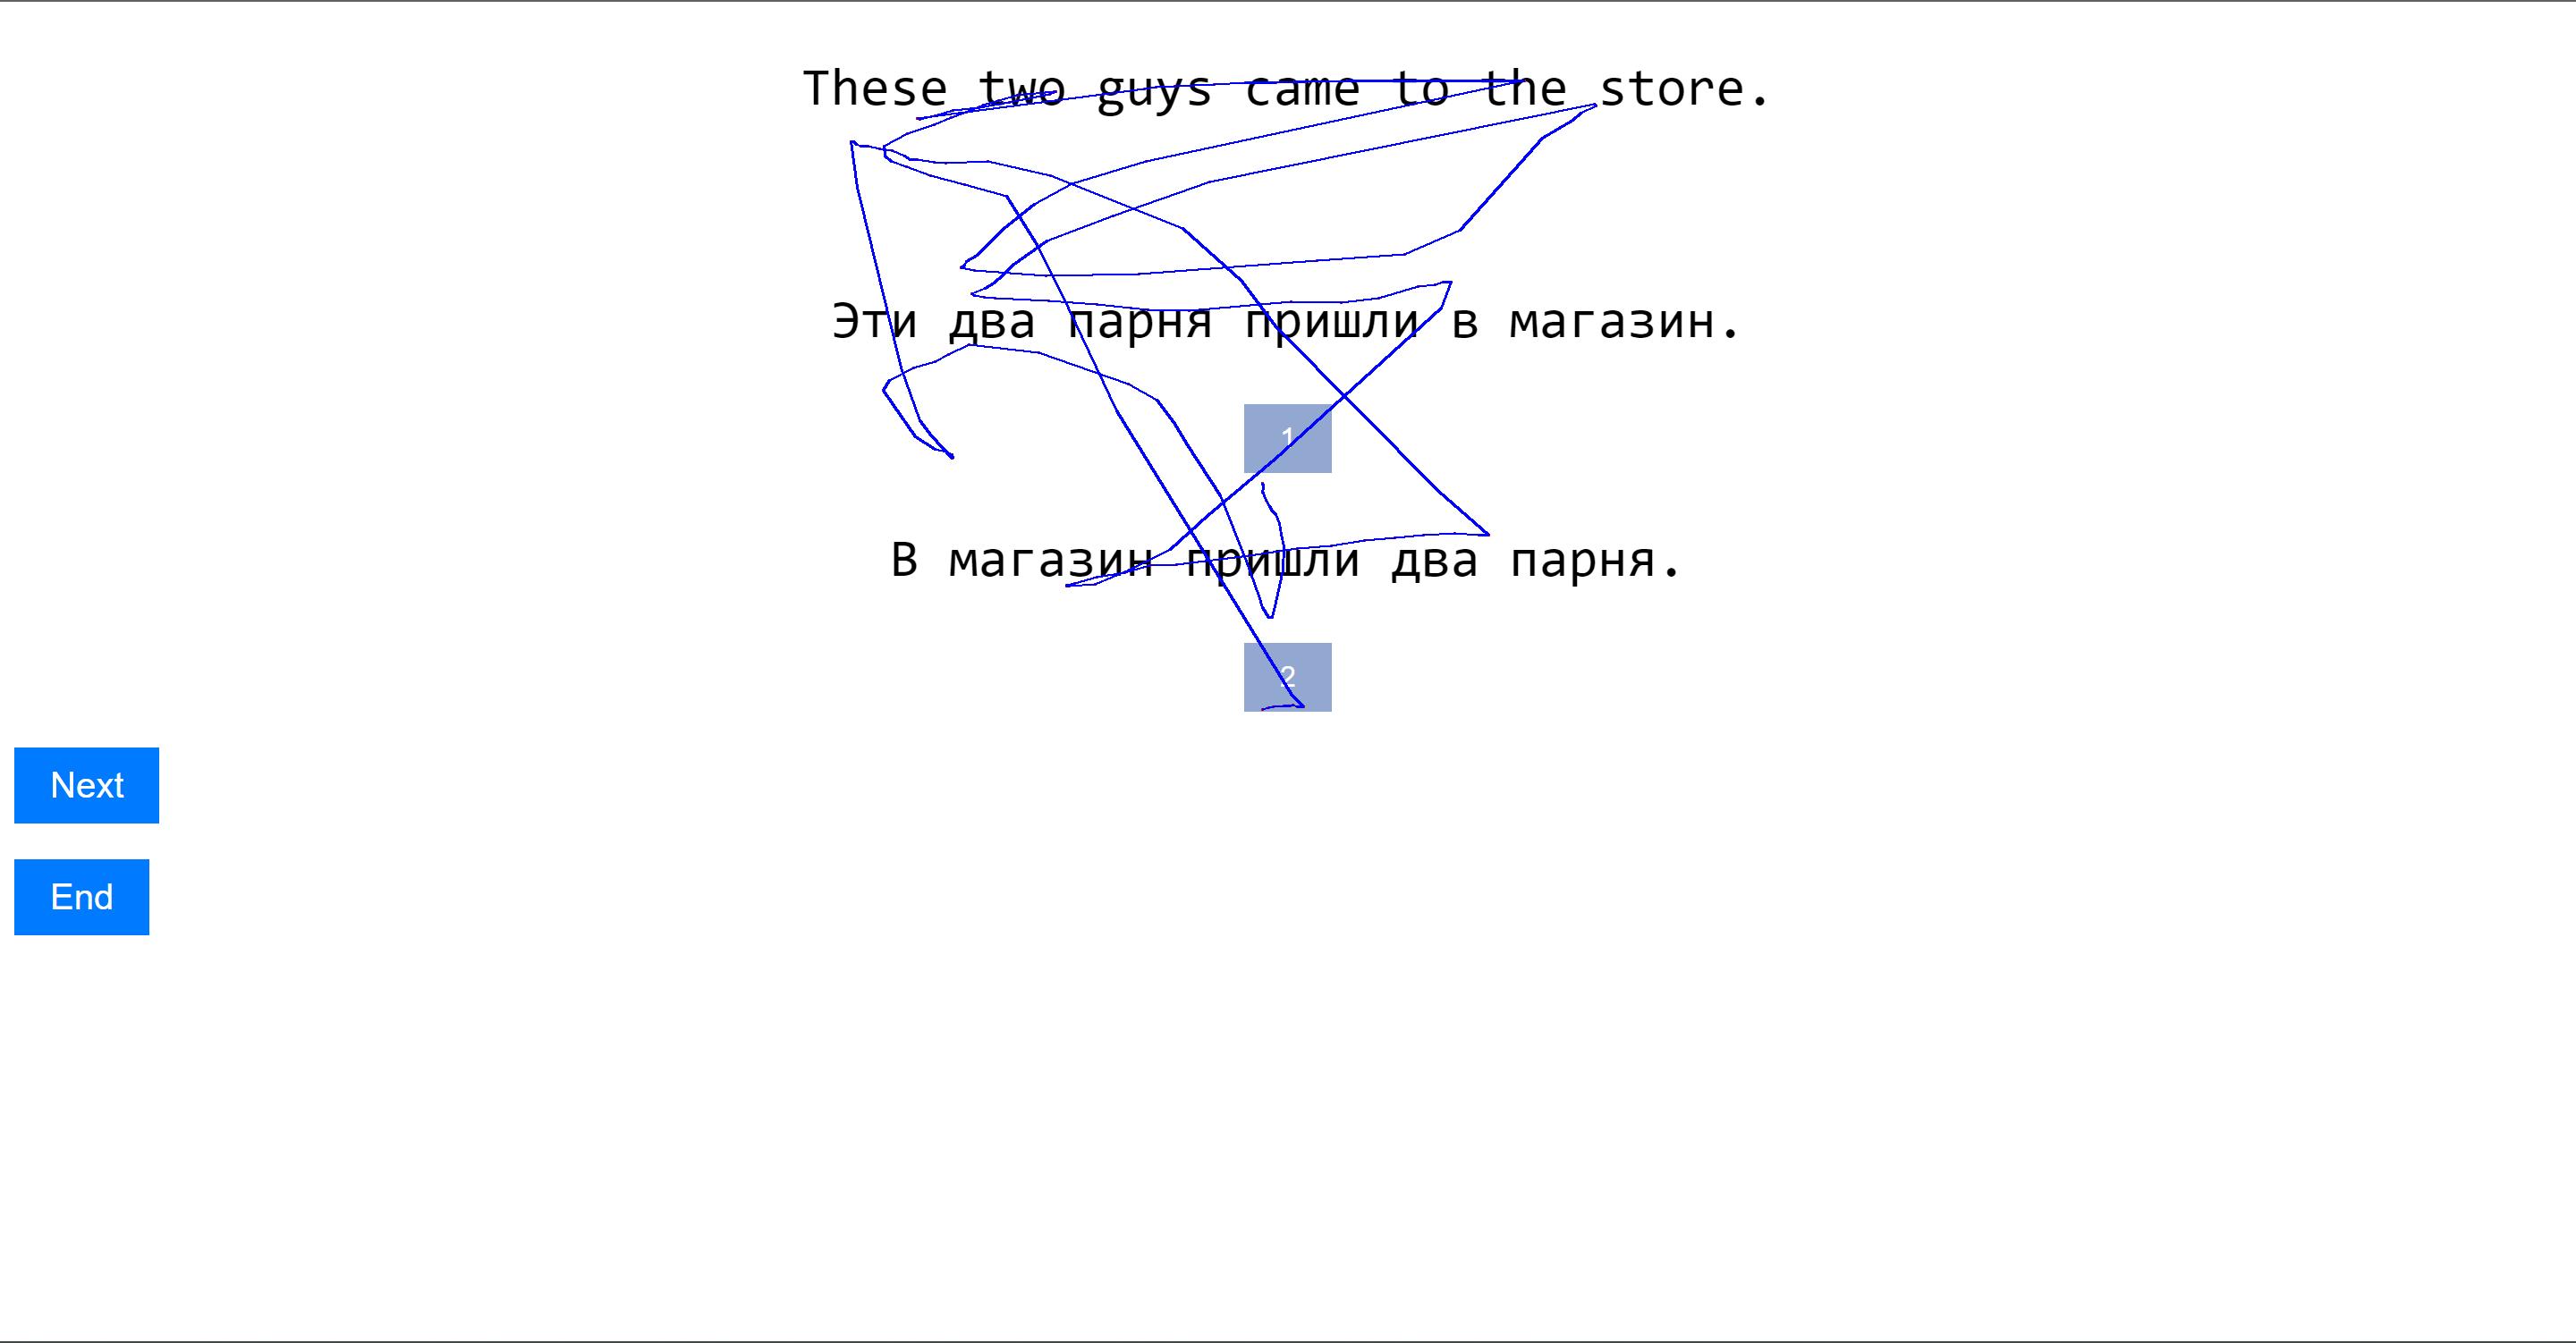 These two guys came to the store.
Эти два парня пришли в магазин.
1
В магазин пришли два парня.
2
Next
End